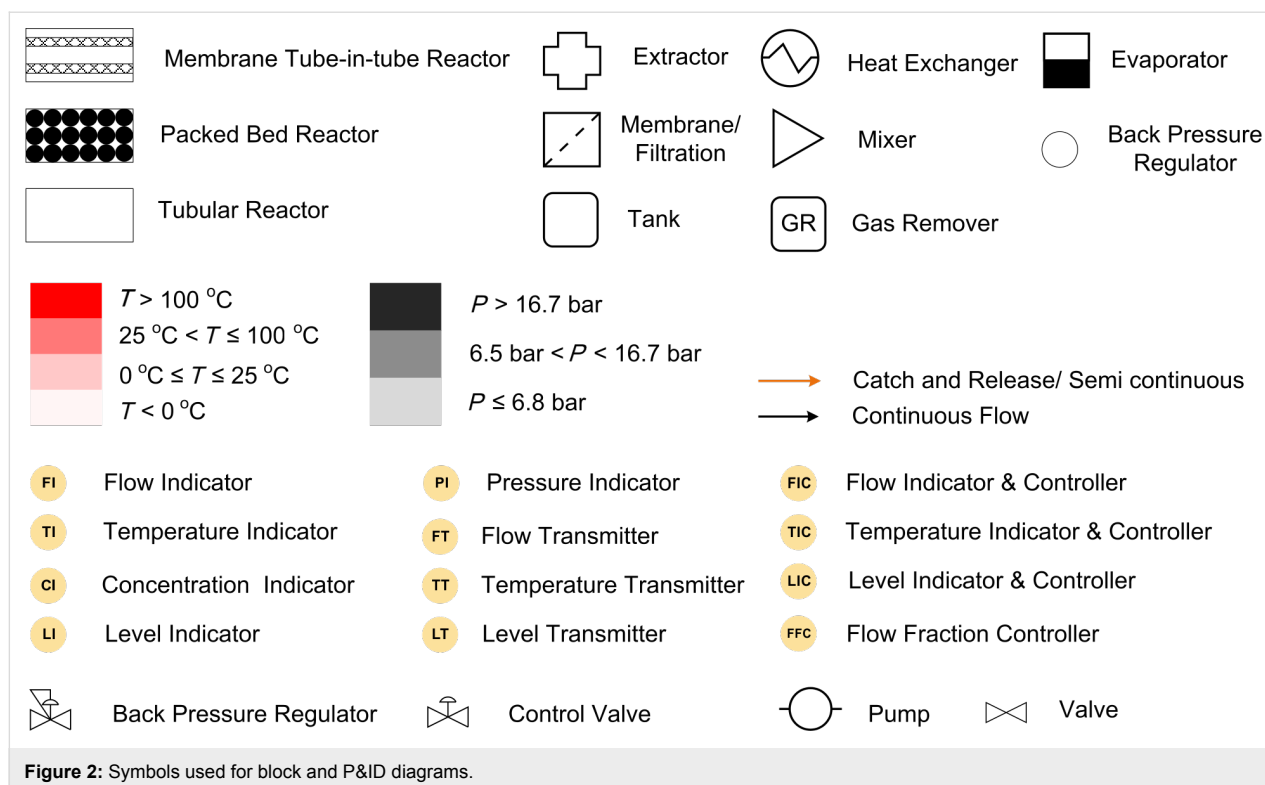 Membrane Tube-in-tube Reactor
Extractor
Heat Exchanger
Evaporator
Packed Bed Reactor
Membrane/
Filtration
Mixer
Back Pressure
Regulator
Tubular Reactor
Tank
GR
Gas Remover
T > 100 °C
25 °C < T ≤ 100 °C
0 °C ≤ T ≤ 25 °C
T < 0 °C
P > 16.7 bar
6.5 bar < P < 16.7 bar
P ≤ 6.8 bar
Catch and Release/ Semi continuous
Continuous Flow
FI Flow Indicator
PI Pressure Indicator
FIC Flow Indicator & Controller
TI Temperature Indicator
FT Flow Transmitter
TIC Temperature Indicator & Controller
CI Concentration Indicator
TT Temperature Transmitter
LIC Level Indicator & Controller
LI Level Indicator
LT Level Transmitter
FFC Flow Fraction Controller
Back Pressure Regulator
Control Valve
Pump
Valve
Figure 2: Symbols used for block and P&ID diagrams.